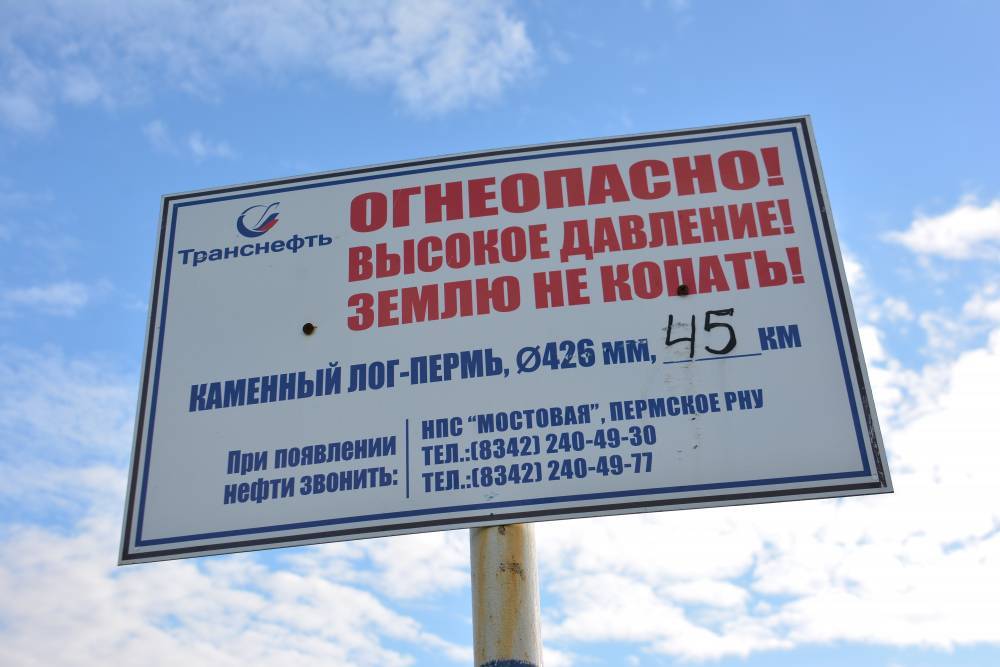 Транснефть
ОГНЕОПАСНО!
ВЫСОКОЕ ДАВЛЕНИЕ!
ЗЕМЛЮ НЕ КОПАТЬ!
КАМЕННЫЙ ЛОГ-ПЕРМЬ, Ø426 ММ, 45 КМ
При появлении
нефти звонить:
НПС “МОСТОВАЯ”, ПЕРМСКОЕ РНУ
ТЕЛ.:(8342) 240-49-30
ТЕЛ.:(8342) 240-49-77